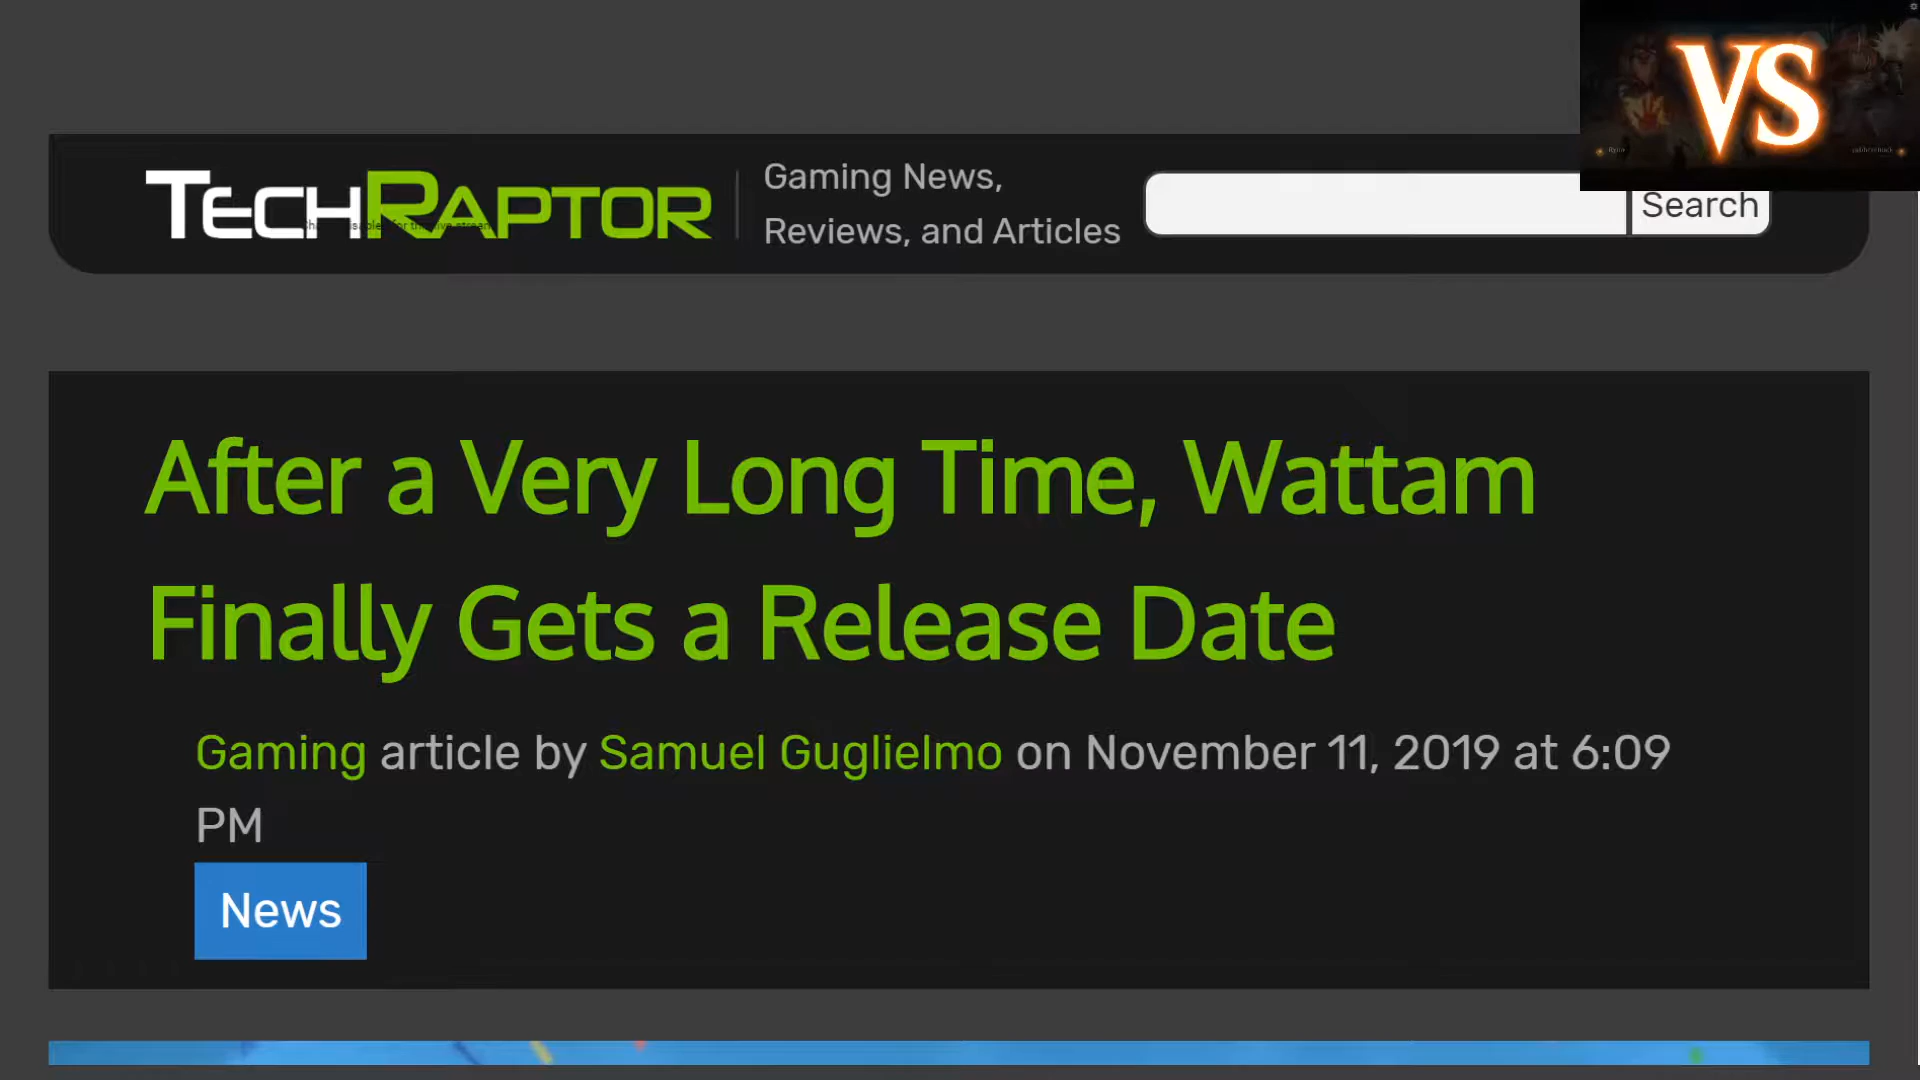 VS
TECHRAPTOR
Gaming News,
Reviews, and Articles
Search
After a Very Long Time, Wattam
Finally Gets a Release Date
Gaming article by Samuel Guglielmo on November 11, 2019 at 6:09
PM
News